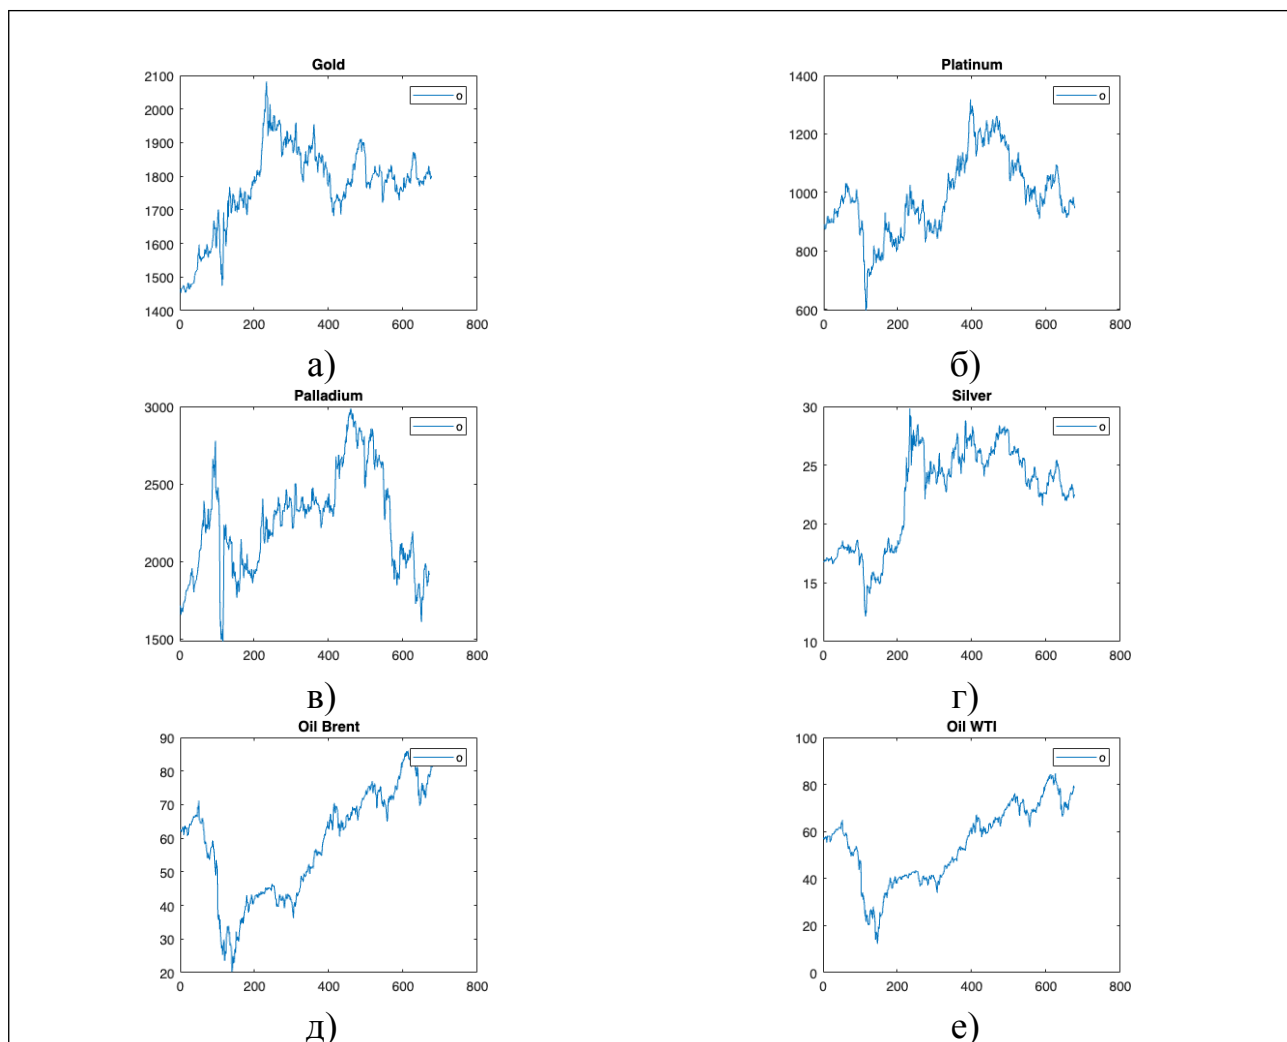 Gold
Platinum
2100
2000
1900
1800
1700
1600
1500
1400
0 200 400 600 800
o
1400
1200
1000
800
600
0 200 400 600 800
o
а)
б)
Palladium
Silver
3000
2500
2000
1500
0 200 400 600 800
o
30
25
20
15
10
0 200 400 600 800
o
в)
г)
Oil Brent
Oil WTI
90
80
70
60
50
40
30
20
0 200 400 600 800
o
100
80
60
40
20
0
0 200 400 600 800
o
д)
е)